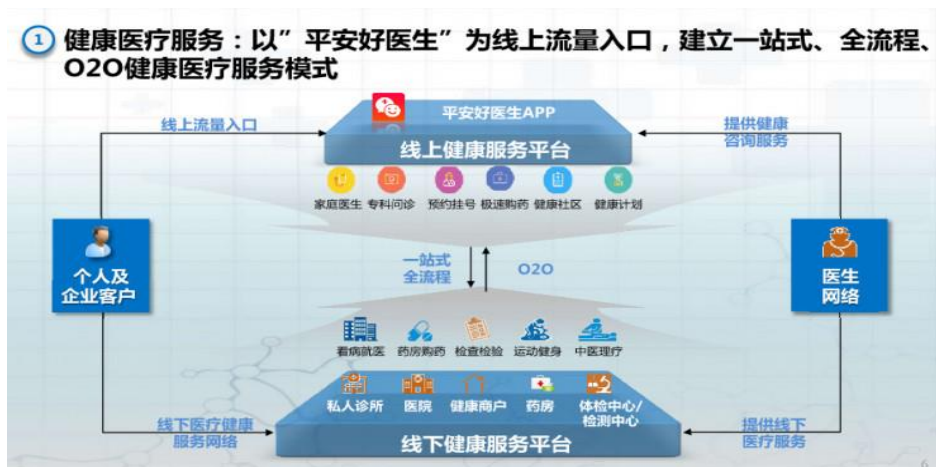 1 健康医疗服务：以”平安好医生”为线上流量入口，建立一站式、全流程、
O2O健康医疗服务模式
平安好医生APP
线上健康服务平台
线上流量入口
提供健康
咨询服务
家庭医生 专科问诊 预约挂号 极速购药 健康社区 健康计划
个人及
企业客户
一站式
全流程
O2O
医生
网络
看病就医 药房购药 检查检验 运动健身 中医理疗
私人诊所 医院 健康商户 药房 体检中心/
检测中心
线下健康服务平台
线下医疗健康
服务网络
提供线下
医疗服务
6